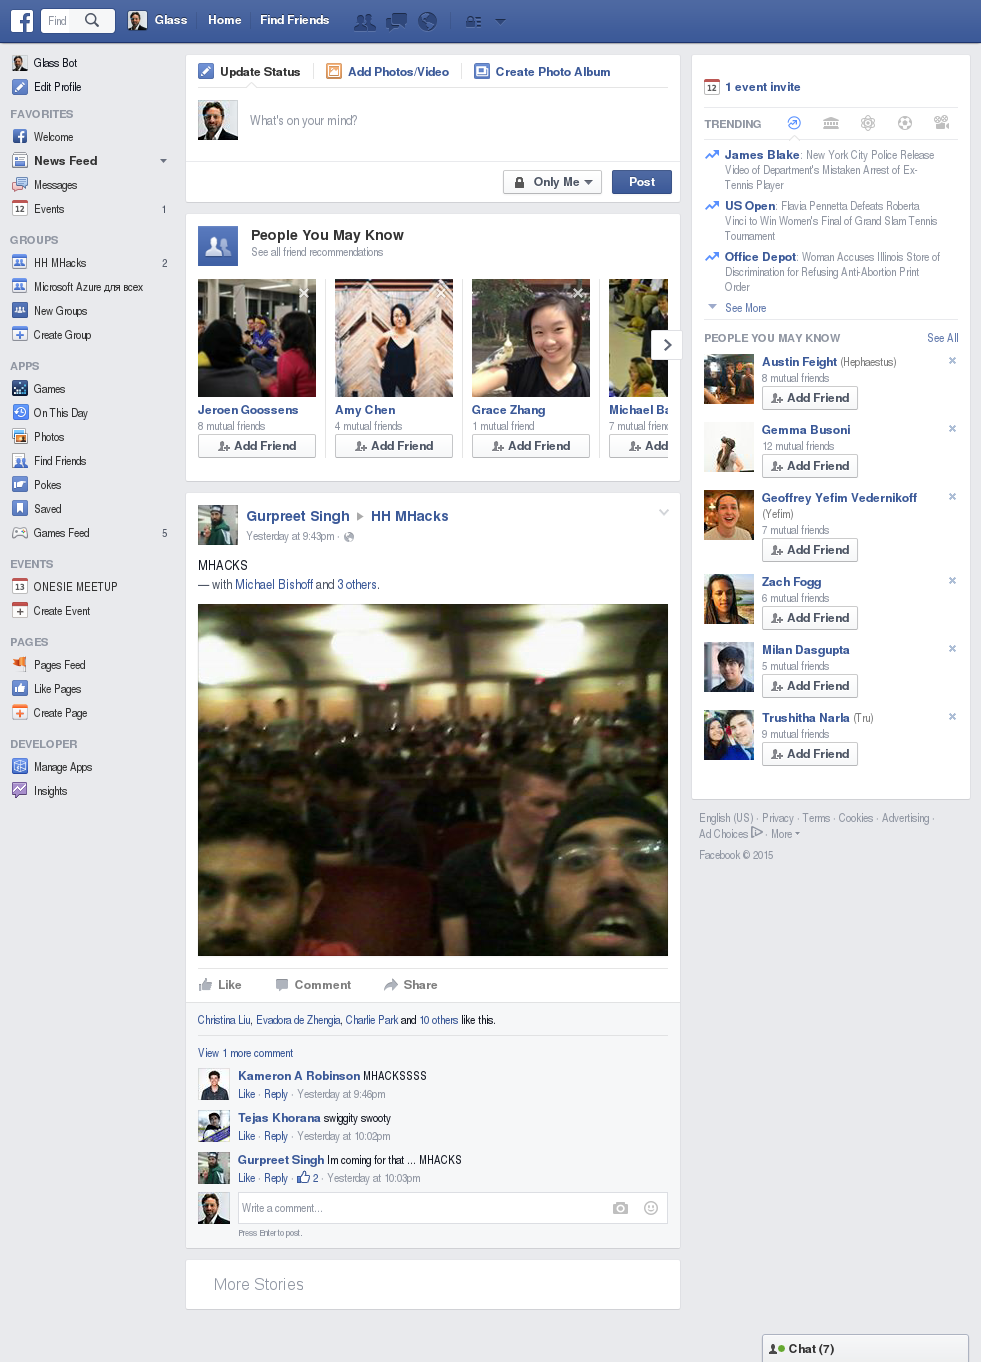 Find
Glass Home Find Friends
Glass Bot
Edit Profile
FAVORITES
Welcome
News Feed
Messages
Events 1
GROUPS
HH MHacks 2
Microsoft Azure для всех
New Groups
Create Group
APPS
Games
On This Day
Photos
Find Friends
Pokes
Saved
Games Feed 5
EVENTS
ONESIE MEETUP
Create Event
PAGES
Pages Feed
Like Pages
Create Page
DEVELOPER
Manage Apps
Insights
Update Status Add Photos/Video Create Photo Album
What's on your mind?
Only Me Post
People You May Know
See all friend recommendations
Jeroen Goossens
8 mutual friends
Add Friend
Amy Chen
4 mutual friends
Add Friend
Grace Zhang
1 mutual friend
Add Friend
Michael Ba
7 mutual friend
Add
Gurpreet Singh HH MHacks
Yesterday at 9:43pm ·
MHACKS
— with Michael Bishoff and 3 others.
Like Comment Share
Christina Liu, Evadora de Zhengia, Charlie Park and 10 others like this.
View 1 more comment
Kameron A Robinson MHACKSSSS
Like · Reply · Yesterday at 9:46pm
Tejas Khorana swiggity swooty
Like · Reply · Yesterday at 10:02pm
Gurpreet Singh Im coming for that ... MHACKS
Like · Reply · 2 · Yesterday at 10:03pm
Write a comment...
Press Enter to post.
More Stories
12 1 event invite
TRENDING
James Blake: New York City Police Release
Video of Department's Mistaken Arrest of Ex-
Tennis Player
US Open: Flavia Pennetta Defeats Roberta
Vinci to Win Women's Final of Grand Slam Tennis
Tournament
Office Depot: Woman Accuses Illinois Store of
Discrimination for Refusing Anti-Abortion Print
Order
See More
PEOPLE YOU MAY KNOW See All
Austin Feight (Hephaestus)
8 mutual friends
Add Friend
Gemma Busoni
12 mutual friends
Add Friend
Geoffrey Yefim Vedernikoff
(Yefim)
7 mutual friends
Add Friend
Zach Fogg
6 mutual friends
Add Friend
Milan Dasgupta
5 mutual friends
Add Friend
Trushitha Narla (Tru)
9 mutual friends
Add Friend
English (US) · Privacy · Terms · Cookies · Advertising ·
Ad Choices · More
Facebook © 2015
Chat (7)